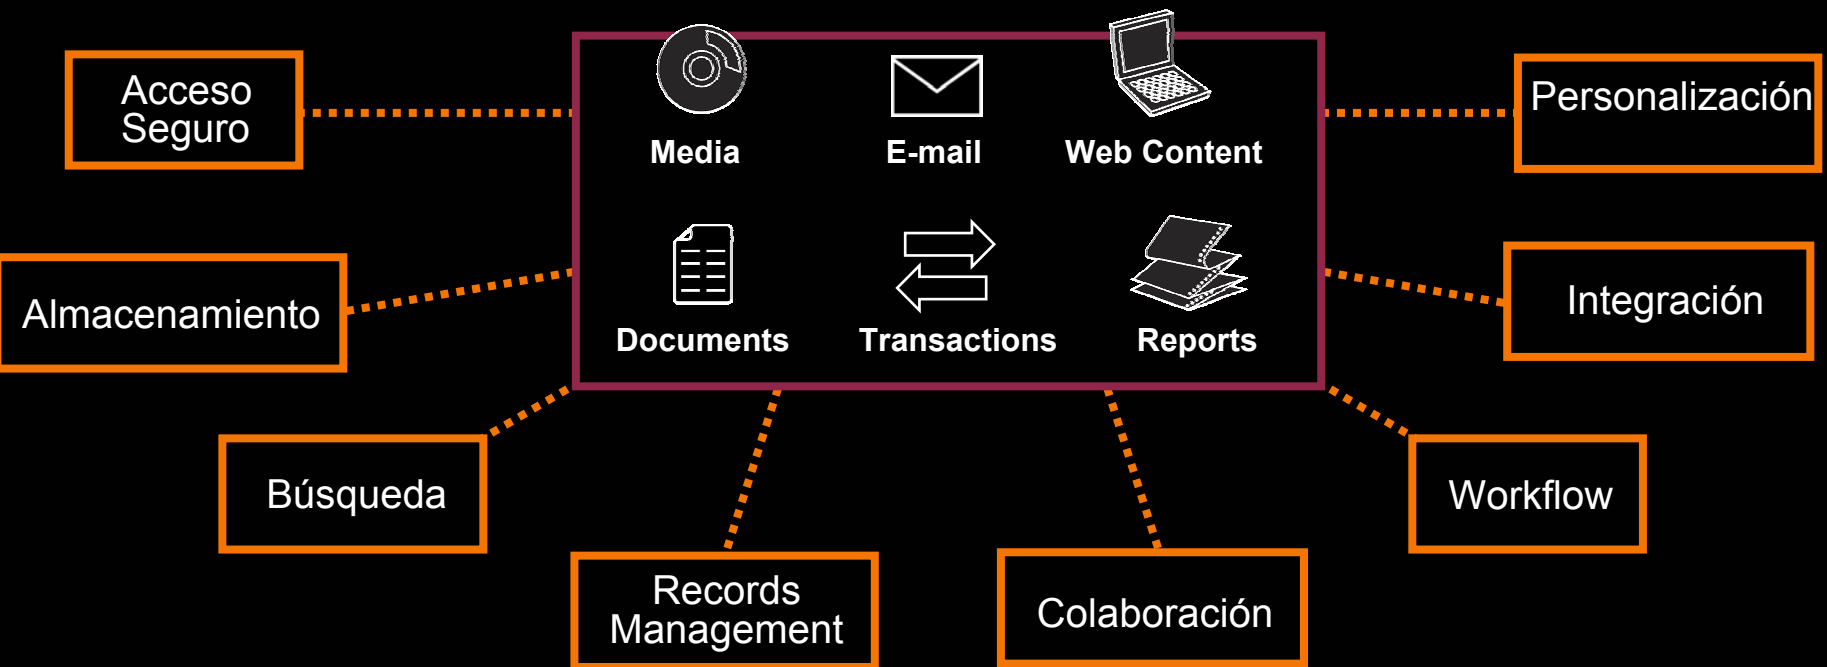 Acceso
Seguro
Media
E-mail
Web Content
Personalización
Almacenamiento
Documents
Transactions
Reports
Integración
Búsqueda
Workflow
Records
Management
Colaboración